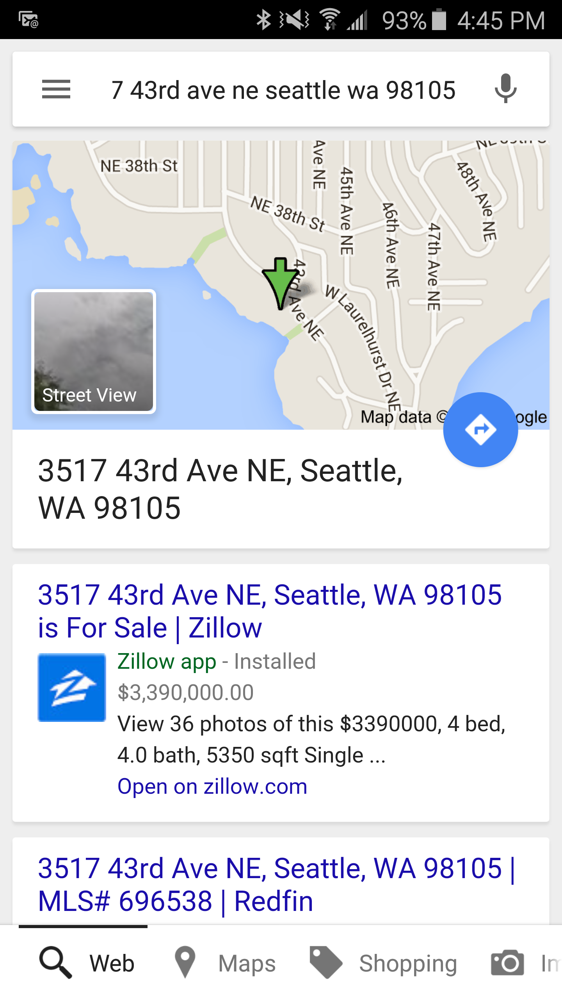 93% 4:45 PM
7 43rd ave ne seattle wa 98105
Ave NE
NE 38th St
45th Ave NE
48th Ave NE
NE 38th St
46th Ave NE
47th Ave NE
43rd Ave NE
W Laurelhurst Dr NE
Street View
Map data ©
ogle
3517 43rd Ave NE, Seattle,
WA 98105
3517 43rd Ave NE, Seattle, WA 98105
is For Sale | Zillow
Zillow app - Installed
$3,390,000.00
View 36 photos of this $3390000, 4 bed,
4.0 bath, 5350 sqft Single ...
Open on zillow.com
3517 43rd Ave NE, Seattle, WA 98105 |
MLS# 696538 | Redfin
Web Maps Shopping